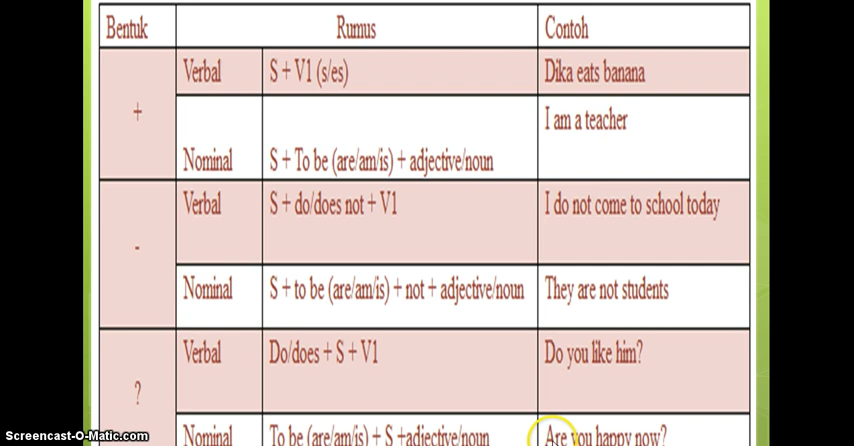 Bentuk Rumus Contoh
+ Verbal S + V1 (s/es) Dika eats banana
Nominal S + To be (are/am/is) + adjective/noun I am a teacher
- Verbal S + do/does not + V1 I do not come to school today
Nominal S + to be (are/am/is) + not + adjective/noun They are not students
? Verbal Do/does + S + V1 Do you like him?
Nominal To be (are/am/is) + S +adjective/noun Are you happy now?
Screencast-O-Matic.com